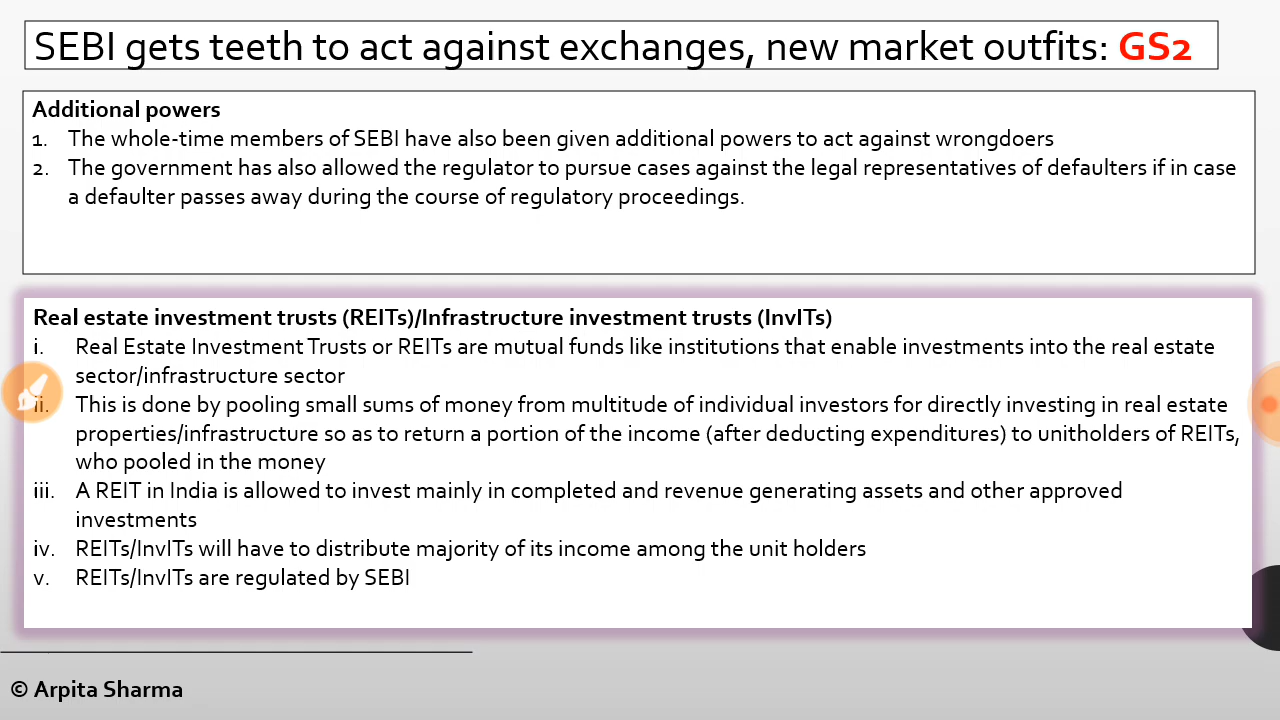 SEBI gets teeth to act against exchanges, new market outfits: GS2
Additional powers
1. The whole-time members of SEBI have also been given additional powers to act against wrongdoers
2. The government has also allowed the regulator to pursue cases against the legal representatives of defaulters if in case
a defaulter passes away during the course of regulatory proceedings.
Real estate investment trusts (REITs)/Infrastructure investment trusts (InvITs)
i. Real Estate Investment Trusts or REITs are mutual funds like institutions that enable investments into the real estate
sector/infrastructure sector
ii. This is done by pooling small sums of money from multitude of individual investors for directly investing in real estate
properties/infrastructure so as to return a portion of the income (after deducting expenditures) to unitholders of REITs,
who pooled in the money
iii. A REIT in India is allowed to invest mainly in completed and revenue generating assets and other approved
investments
iv. REITs/InvITs will have to distribute majority of its income among the unit holders
v. REITs/InvITs are regulated by SEBI
© Arpita Sharma